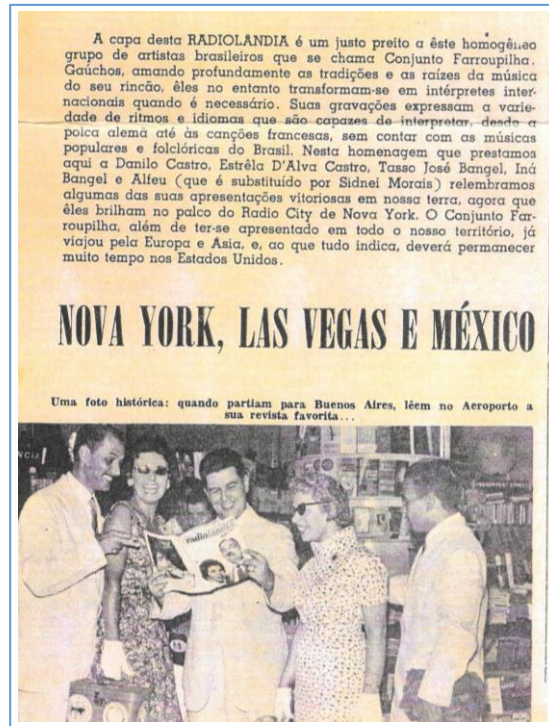 A capa desta RADIOLANDIA é um justo preito a êste homogêneo
grupo de artistas brasileiros que se chama Conjunto Farroupilha.
Gaúchos, amando profundamente as tradições e as raízes da música
do seu rincão, êles no entanto transformam-se em intérpretes inter-
nacionais quando é necessário. Suas gravações expressam a varie-
dade de ritmos e idiomas que são capazes de interpretar, desde a
polca alemã até às canções francesas, sem contar com as músicas
populares e folclóricas do Brasil. Nesta homenagem que prestamos
aqui a Danilo Castro, Estrêla D'Alva Castro, Tasso José Bangel, Iná
Bangel e Alfeu (que é substituído por Sidnei Morais) relembramos
algumas das suas apresentações vitoriosas em nossa terra, agora que
êles brilham no palco do Radio City de Nova York. O Conjunto Far-
roupilha, além de ter-se apresentado em todo o nosso território, já
viajou pela Europa e Asia, e, ao que tudo indica, deverá permanecer
muito tempo nos Estados Unidos.
NOVA YORK, LAS VEGAS E MÉXICO
Uma foto histórica: quando partiam para Buenos Aires, lêem no Aeroporto a
sua revista favorita...
radiolandia